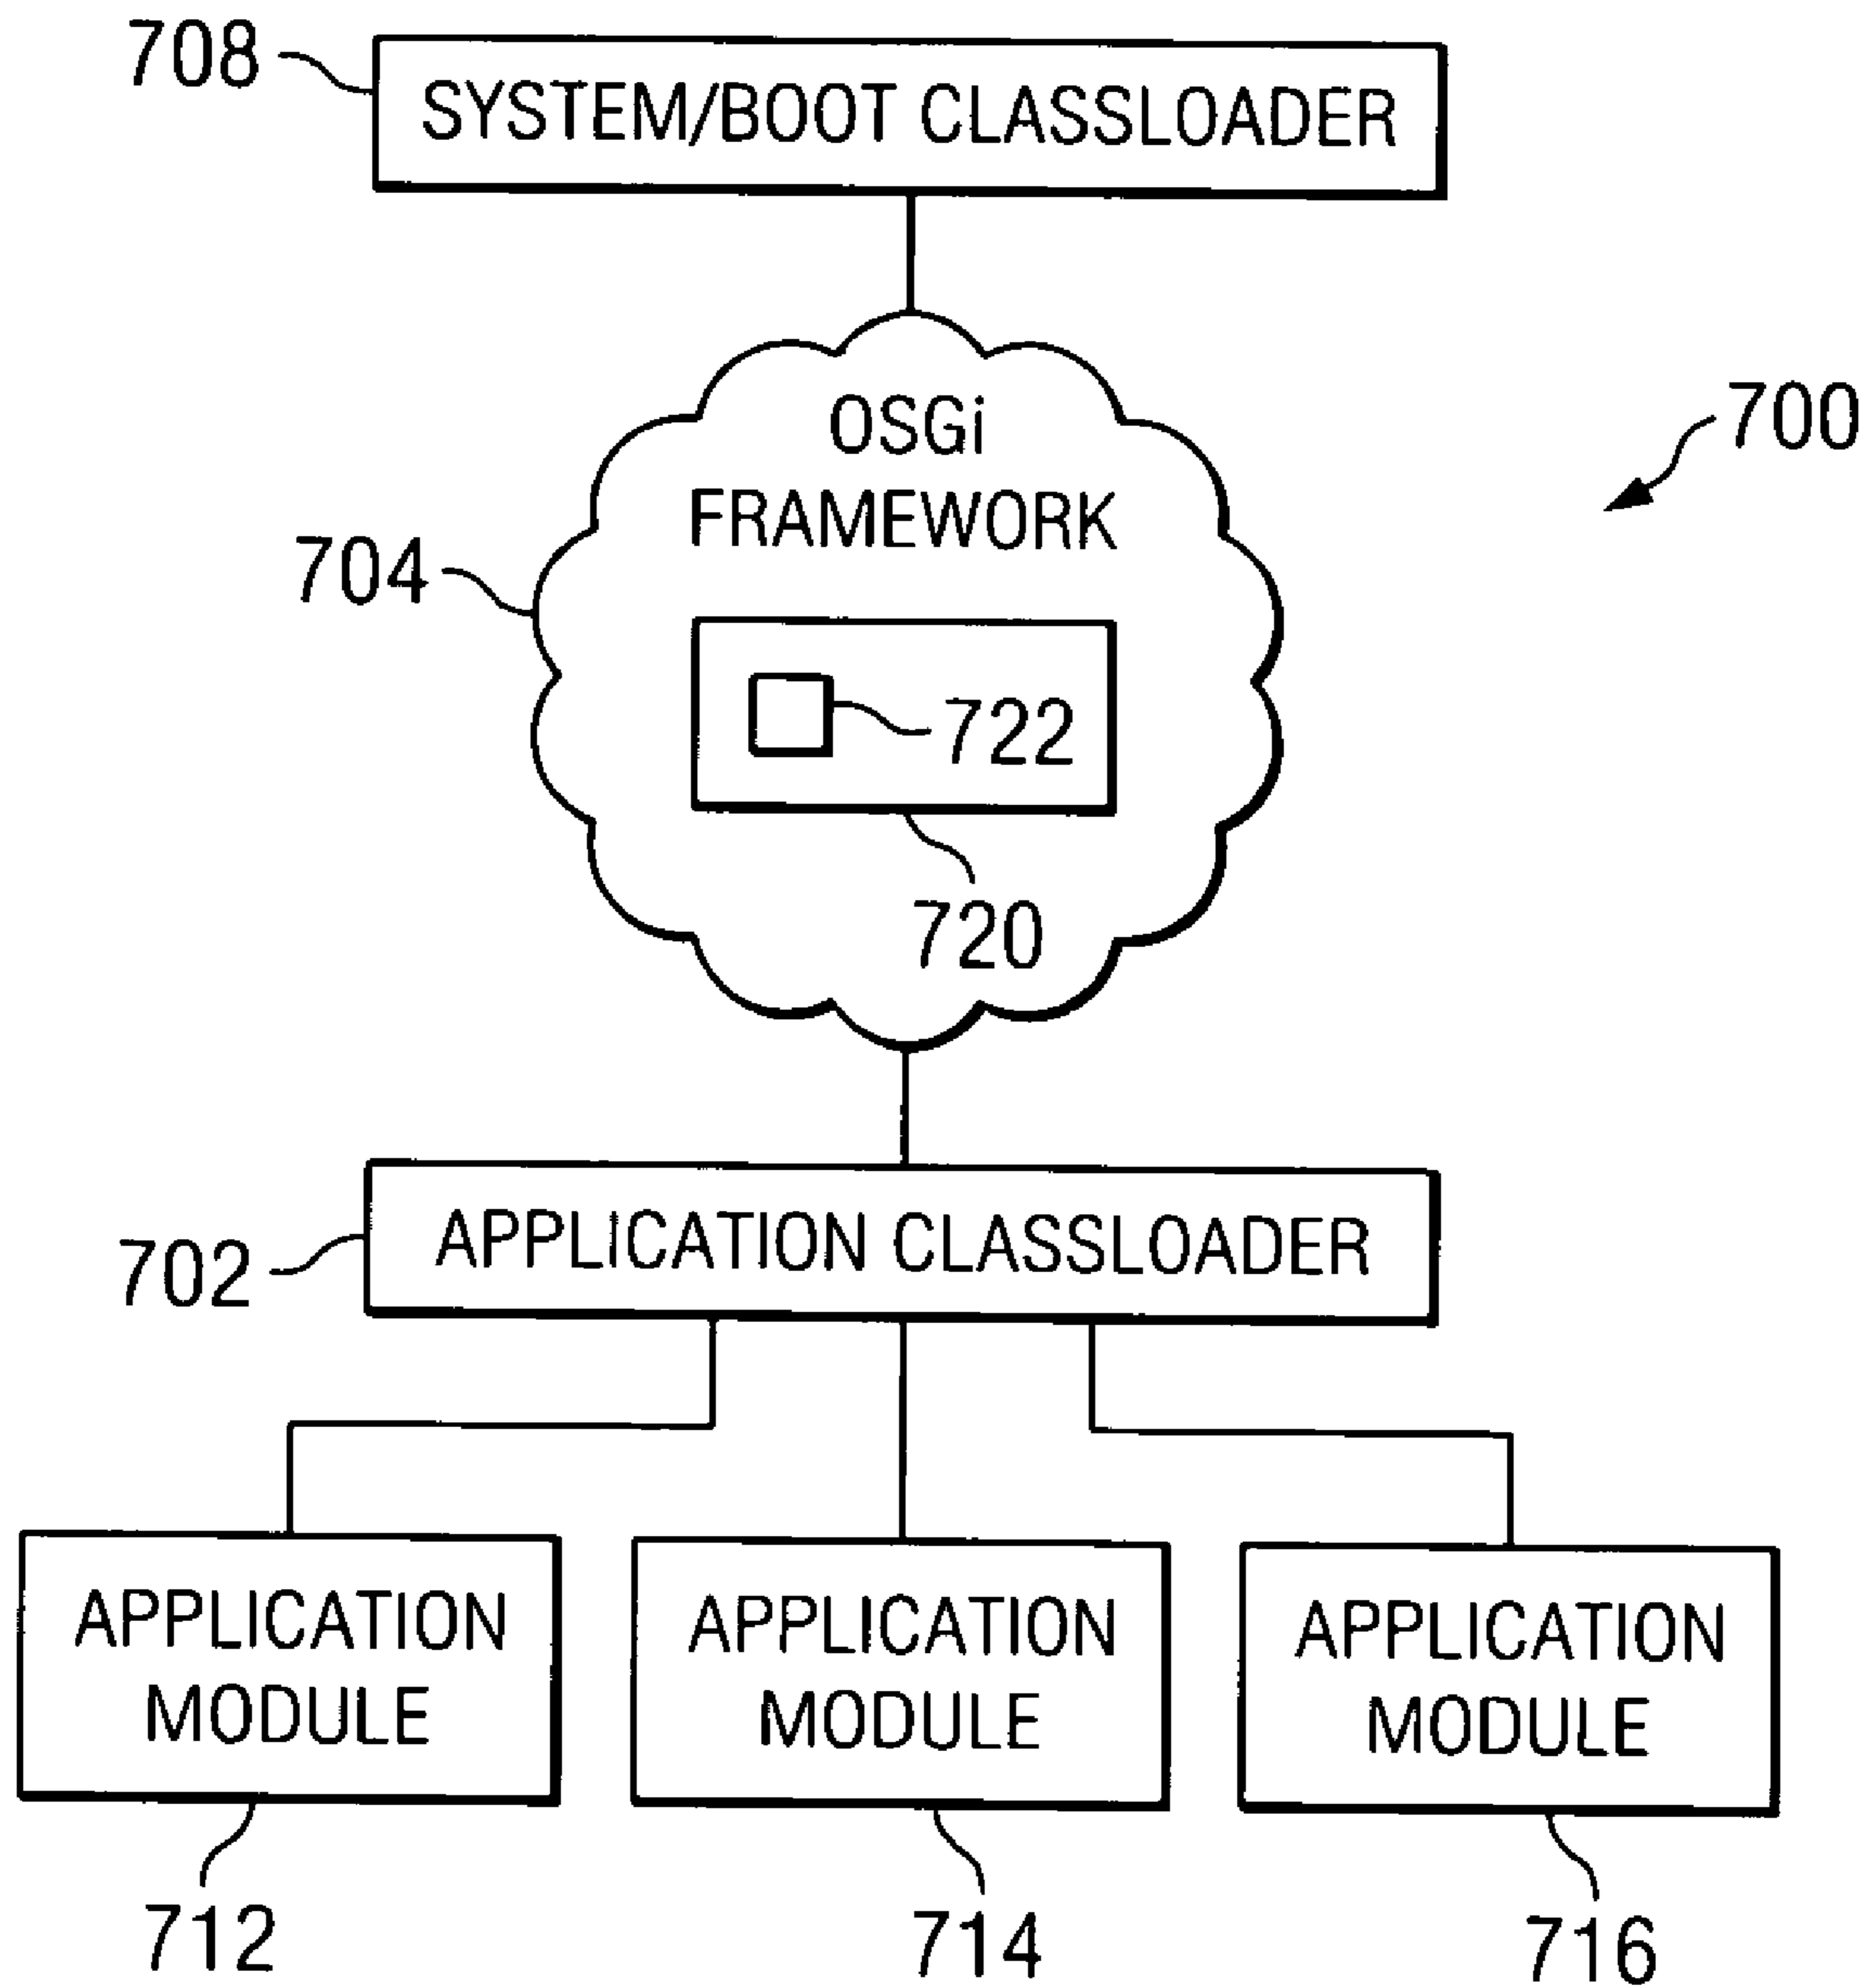 708
SYSTEM/BOOT CLASSLOADER
OSGi
FRAMEWORK
700
704
722
720
702
APPLICATION CLASSLOADER
APPLICATION
MODULE
APPLICATION
MODULE
APPLICATION
MODULE
712
714
716